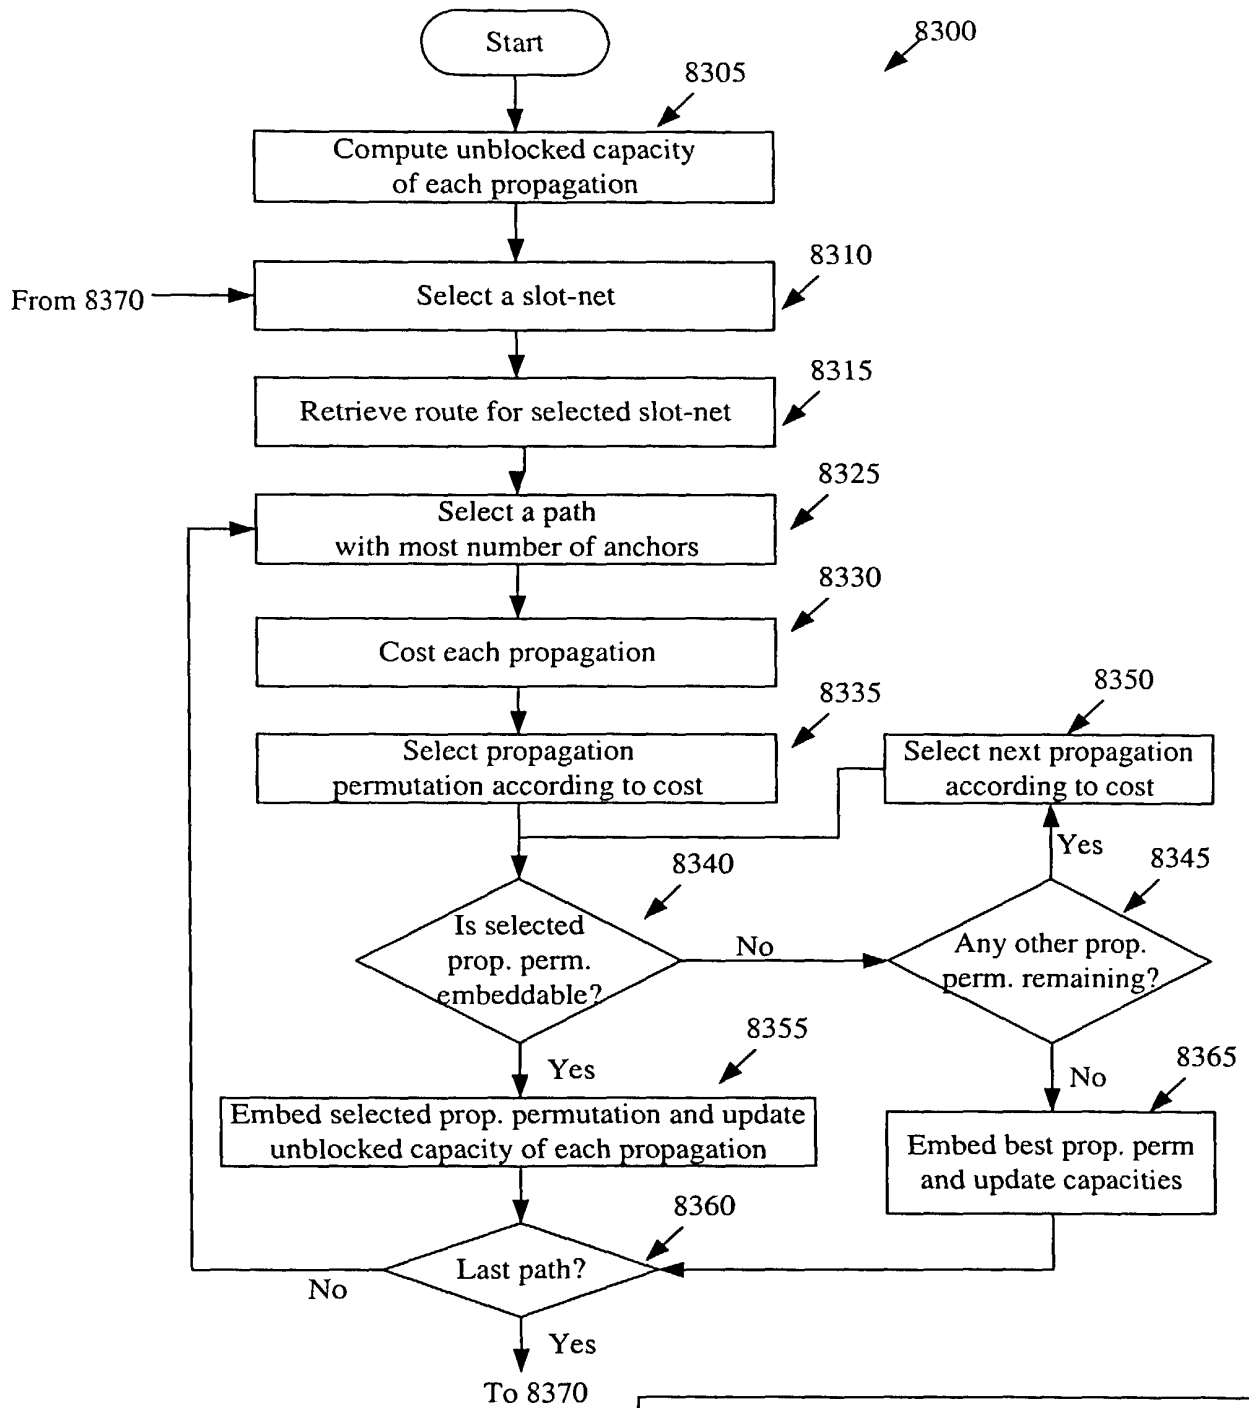 Start
8300
8305
Compute unblocked capacity
of each propagation
8310
From 8370
Select a slot-net
8315
Retrieve route for selected slot-net
8325
Select a path
with most number of anchors
8330
Cost each propagation
8335
8350
Select propagation
permutation according to cost
Select next propagation
according to cost
Yes
8340
8345
Is selected
prop. perm.
embeddable?
No
Any other prop.
perm. remaining?
8355
Yes
No
8365
Embed selected prop. permutation and update
unblocked capacity of each propagation
Embed best prop. perm
and update capacities
8360
Last path?
No
Yes
To 8370